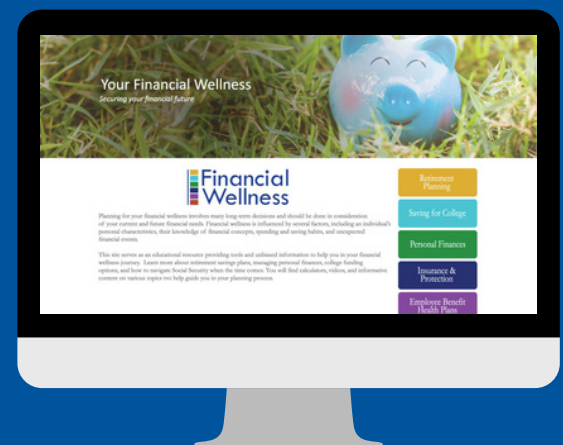 Your Financial Wellness
Securing your financial future
Financial
Wellness
Planning for your financial wellness involves many long-term decisions and should be done in consideration
of your current and future financial needs. Financial wellness is influenced by several factors, including an individual's
personal characteristics, their knowledge of financial concepts, spending and saving habits, and unexpected
financial events.
This site serves as an educational resource providing tools and unbiased information to help you in your financial
wellness journey. Learn more about retirement savings plans, managing personal finances, college funding
options, and how to navigate Social Security when the time comes. You will find calculators, videos, and informative
content on various topics to help guide you in your planning process.
Retirement
Planning
Saving for College
Personal Finances
Insurance &
Protection
Employee Benefit
Health Plans